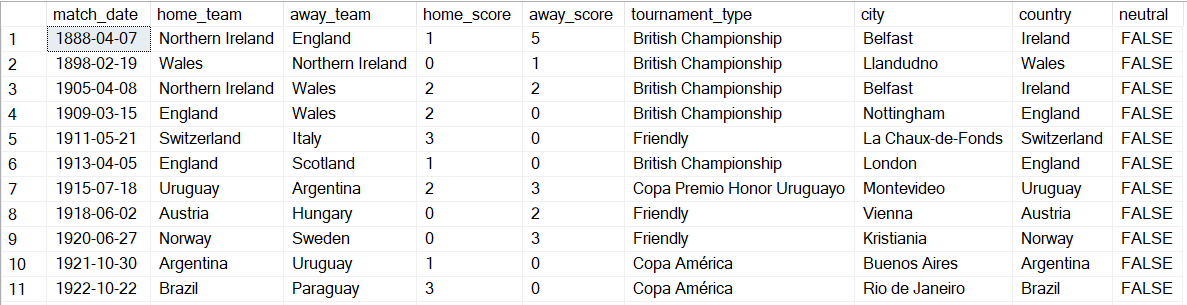 match_date home_team away_team home_score away_score tournament_type city country neutral
1 1888-04-07 Northern Ireland England 1 5 British Championship Belfast Ireland FALSE
2 1898-02-19 Wales Northern Ireland 0 1 British Championship Llandudno Wales FALSE
3 1905-04-08 Northern Ireland Wales 2 2 British Championship Belfast Ireland FALSE
4 1909-03-15 England Wales 2 0 British Championship Nottingham England FALSE
5 1911-05-21 Switzerland Italy 3 0 Friendly La Chaux-de-Fonds Switzerland FALSE
6 1913-04-05 England Scotland 1 0 British Championship London England FALSE
7 1915-07-18 Uruguay Argentina 2 3 Copa Premio Honor Uruguayo Montevideo Uruguay FALSE
8 1918-06-02 Austria Hungary 0 2 Friendly Vienna Austria FALSE
9 1920-06-27 Norway Sweden 0 3 Friendly Kristiania Norway FALSE
10 1921-10-30 Argentina Uruguay 1 0 Copa América Buenos Aires Argentina FALSE
11 1922-10-22 Brazil Paraguay 3 0 Copa América Rio de Janeiro Brazil FALSE